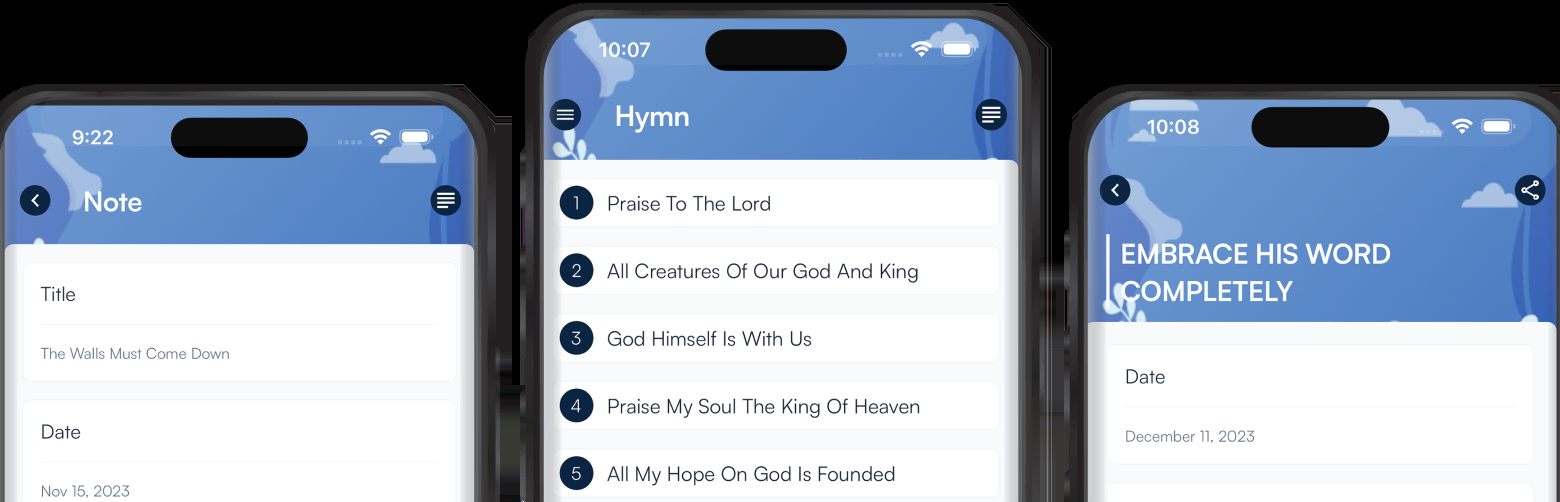 9:22
Note
Title
The Walls Must Come Down
Date
Nov 15, 2023
10:07
Hymn
1 Praise To The Lord
2 All Creatures Of Our God And King
3 God Himself Is With Us
4 Praise My Soul The King Of Heaven
5 All My Hope On God Is Founded
10:08
EMBRACE HIS WORD
COMPLETELY
Date
December 11, 2023